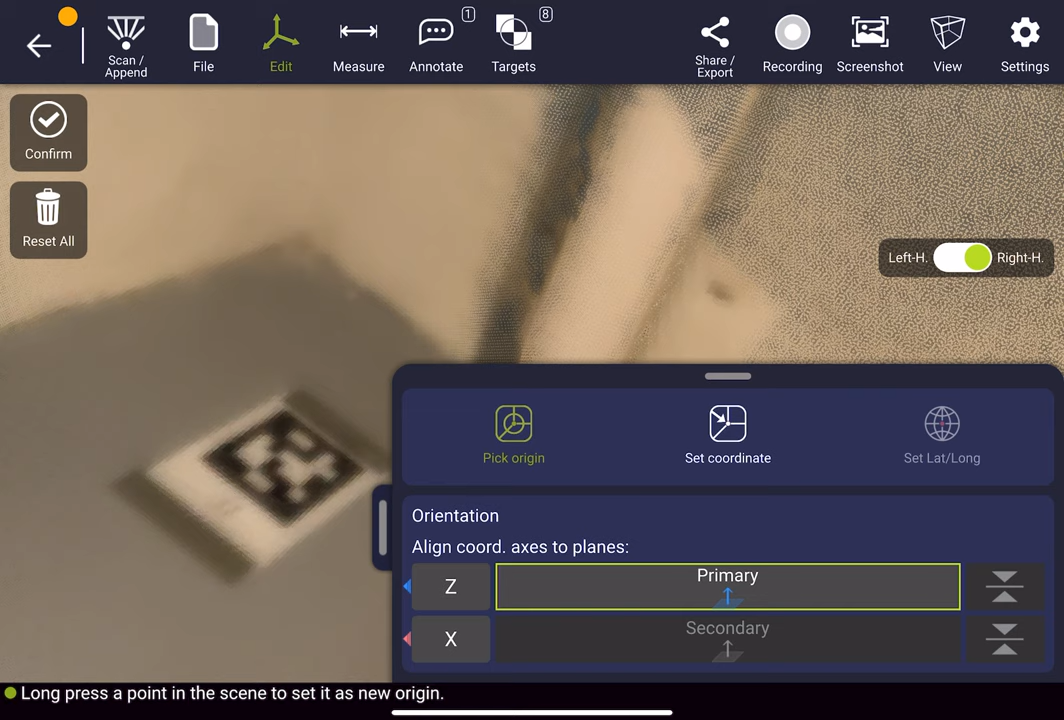 1
8
Scan /
Append
File
Edit
Measure
Annotate
Targets
Share /
Export
Recording
Screenshot
View
Settings
Confirm
Reset All
Left-H.
Right-H.
Pick origin
Set coordinate
Set Lat/Long
Orientation
Align coord. axes to planes:
Z
Primary
X
Secondary
Long press a point in the scene to set it as new origin.